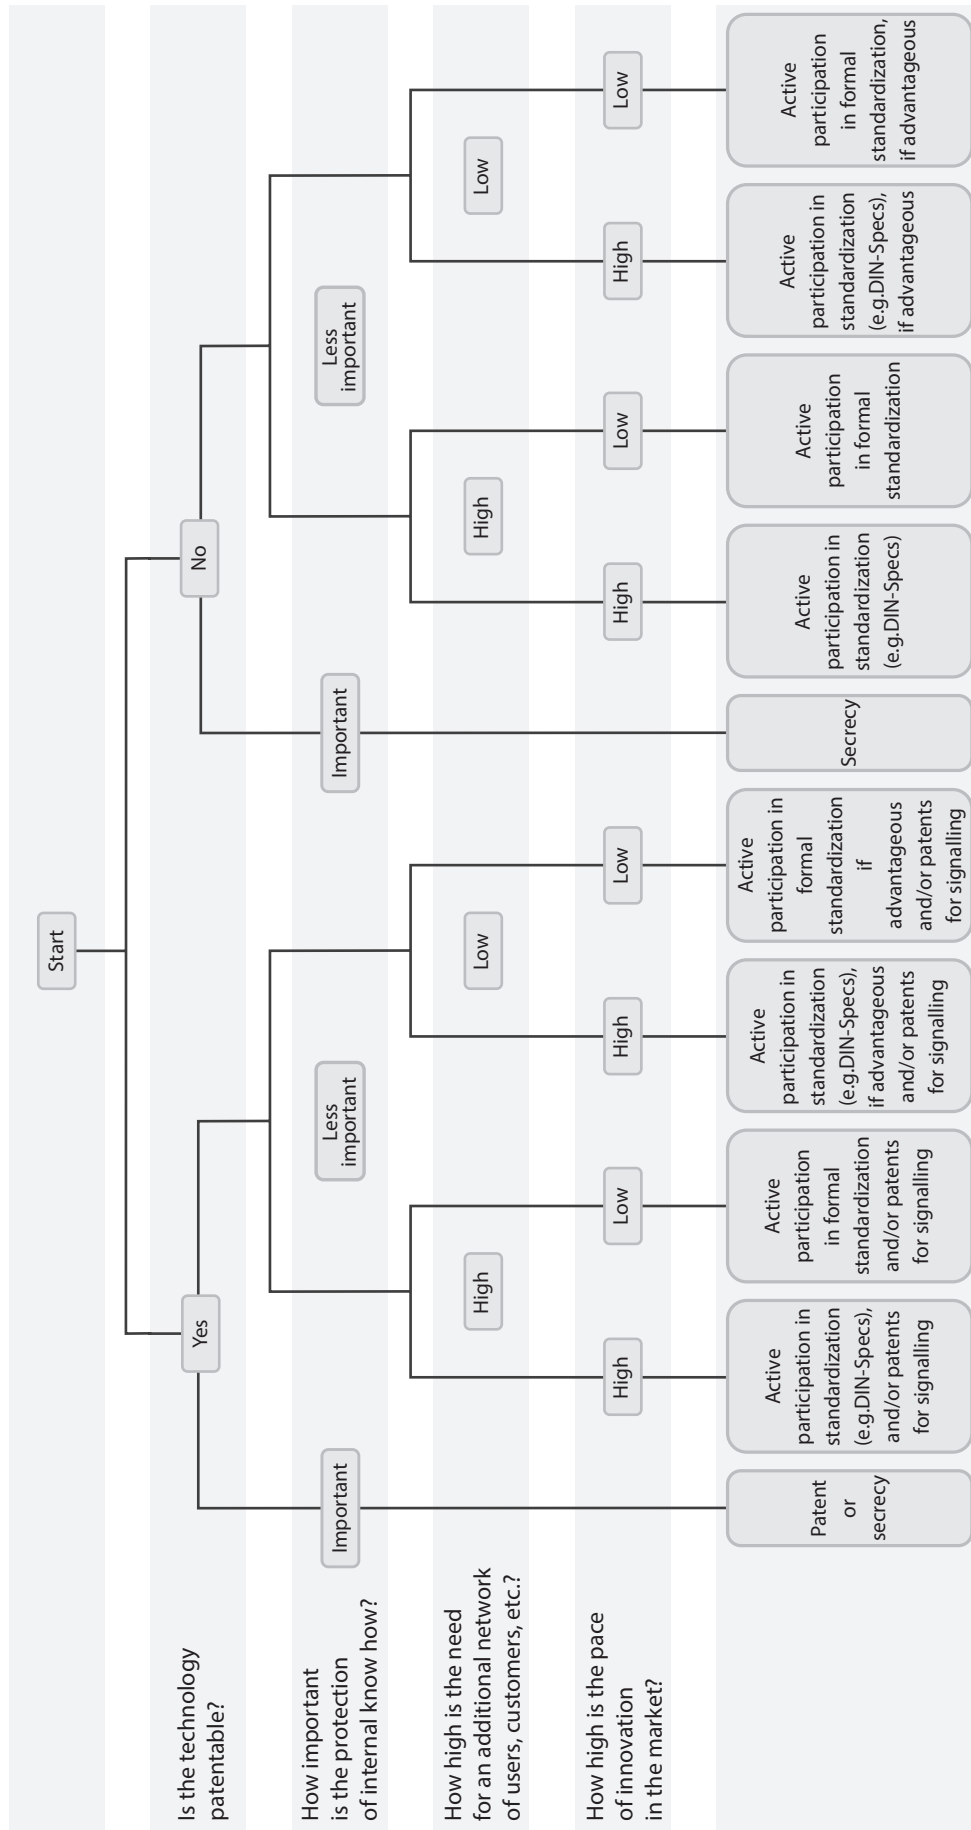 Start
Is the technology
patentable?
Yes
No
How important
is the protection
of internal know how?
Important
Less
important
Important
Less
important
How high is the need
for an additional network
of users, customers, etc.?
High
Low
High
Low
How high is the pace
of innovation
in the market?
High
Low
High
Low
High
Low
High
Low
Patent
or
secrecy
Active
participation in
standardization
(e.g.DIN-Specs),
and/or patents
for signalling
Active
participation
in formal
standardization
and/or patents
for signalling
Active
participation in
standardization
(e.g.DIN-Specs),
if advantageous
and/or patents
for signalling
Active
participation in
formal
standardization
if
advantageous
and/or patents
for signalling
Secrecy
Active
participation in
standardization
(e.g.DIN-Specs)
Active
participation
in formal
standardization
Active
participation in
standardization
(e.g.DIN-Specs),
if advantageous
Active
participation
in formal
standardization,
if advantageous